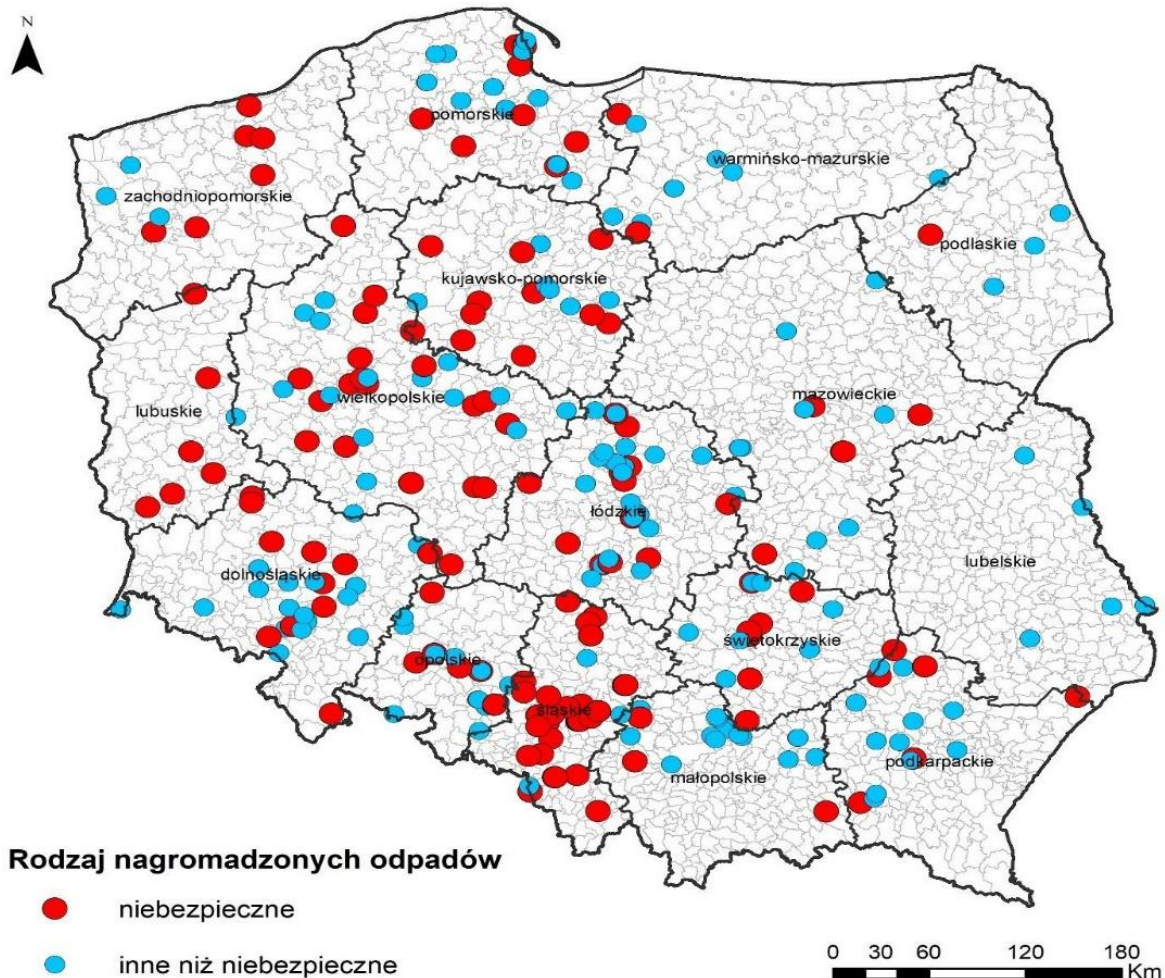 N
pomorskie
warmińsko-mazurskie
zachodniopomorskie
podlaskie
kujawsko-pomorskie
mazowieckie
wielkopolskie
lubuskie
łódzkie
lubelskie
dolnośląskie
świętokrzyskie
opolskie
śląskie
podkarpackie
małopolskie
Rodzaj nagromadzonych odpadów
niebezpieczne
inne niż niebezpieczne
0 30 60 120 180
Km